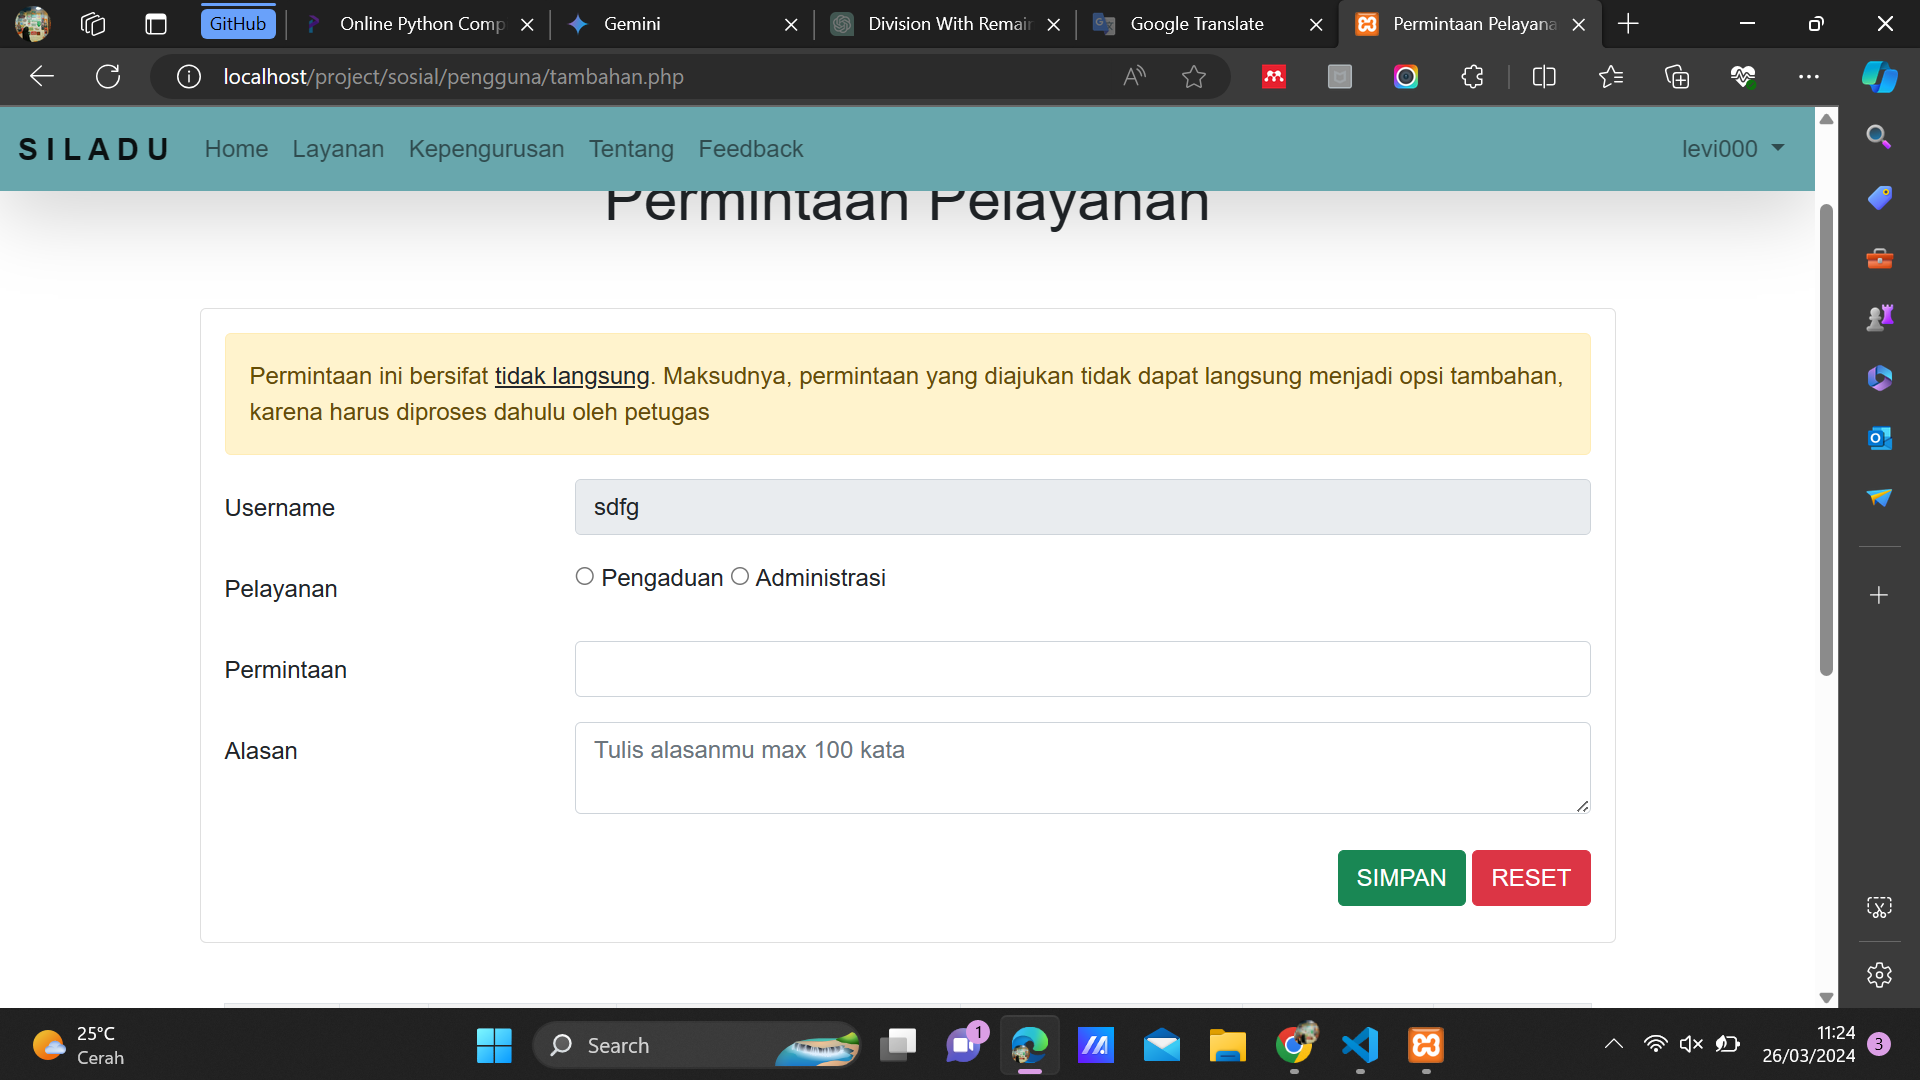 GitHub
Online Python Comp
Gemini
Division With Remain
Google Translate
Permintaan Pelayana
localhost/project/sosial/pengguna/tambahan.php
SILADU
Home Layanan Kepengurusan Tentang Feedback
levi000
Permintaan Pelayanan
Permintaan ini bersifat tidak langsung. Maksudnya, permintaan yang diajukan tidak dapat langsung menjadi opsi tambahan,
karena harus diproses dahulu oleh petugas
Username
sdfg
Pelayanan
Pengaduan Administrasi
Permintaan
Alasan
Tulis alasanmu max 100 kata
SIMPAN RESET
25°C
Cerah
Search
1
11:24
26/03/2024
3